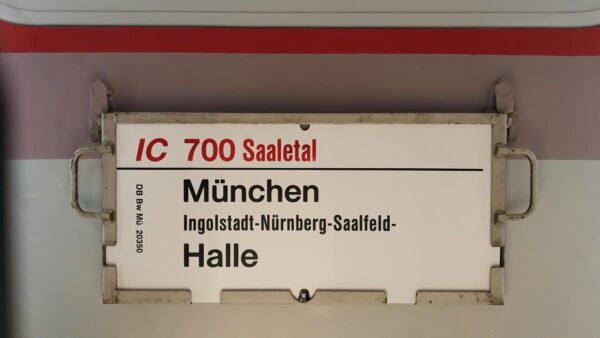 IC 700 Saaletal
München
Ingolstadt-Nürnberg-Saalfeld-
Halle
DB Bw Mü 20350